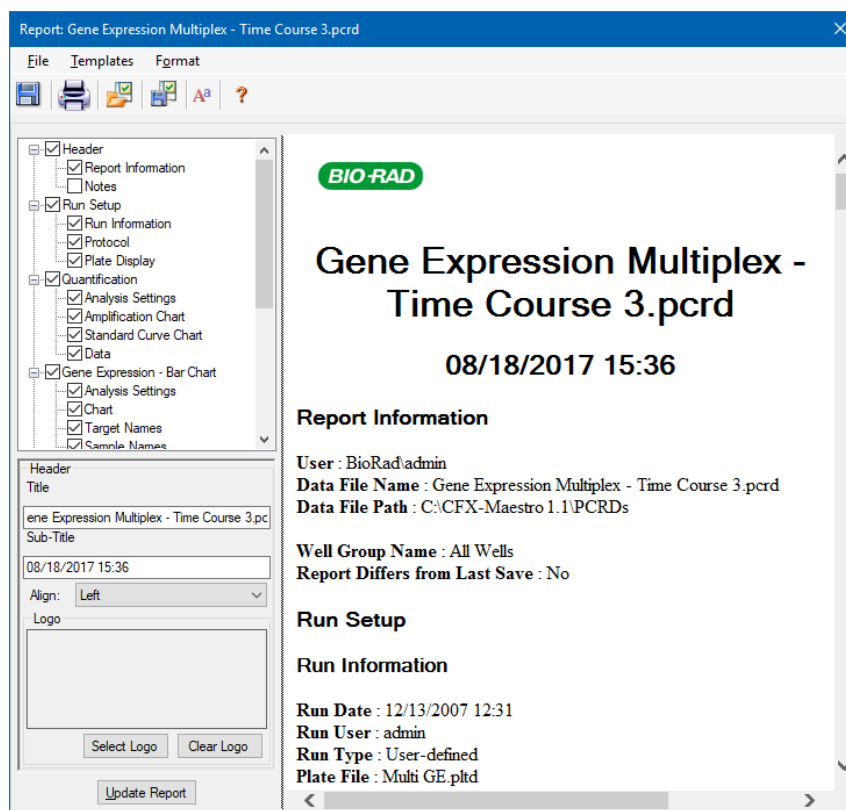 Report: Gene Expression Multiplex - Time Course 3.pcrd
File Templates Format
Aa ?
Header
Report Information
Notes
Run Setup
Run Information
Protocol
Plate Display
Quantification
Analysis Settings
Amplification Chart
Standard Curve Chart
Data
Gene Expression - Bar Chart
Analysis Settings
Chart
Target Names
Sample Names
Header
Title
ene Expression Multiplex - Time Course 3.pc
Sub-Title
08/18/2017 15:36
Align: Left
Logo
Select Logo Clear Logo
Update Report
BIO-RAD
Gene Expression Multiplex -
Time Course 3.pcrd
08/18/2017 15:36
Report Information
User : BioRad\admin
Data File Name : Gene Expression Multiplex - Time Course 3.pcrd
Data File Path : C:\CFX-Maestro 1.1\PCRDs
Well Group Name : All Wells
Report Differs from Last Save : No
Run Setup
Run Information
Run Date : 12/13/2007 12:31
Run User : admin
Run Type : User-defined
Plate File : Multi GE.pltd